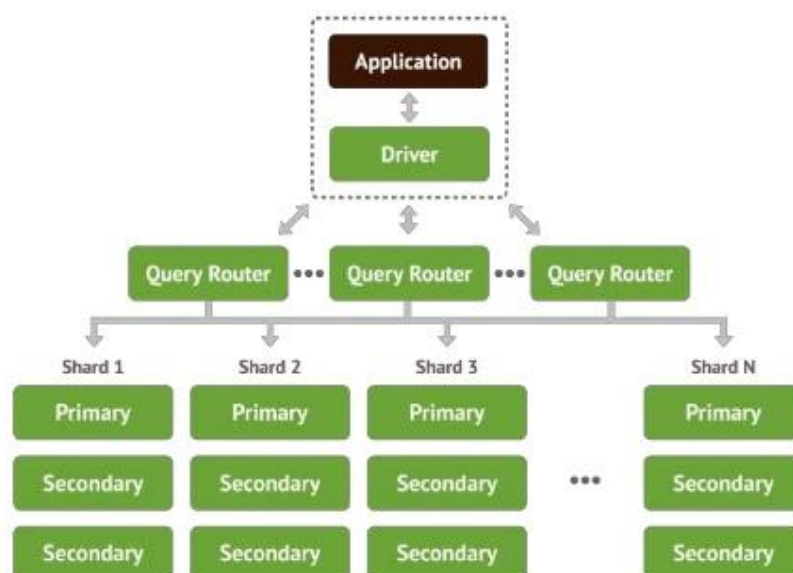 Application
Driver
Query Router ••• Query Router ••• Query Router
Shard 1 Shard 2 Shard 3 Shard N
Primary Primary Primary Primary
Secondary Secondary Secondary ••• Secondary
Secondary Secondary Secondary Secondary